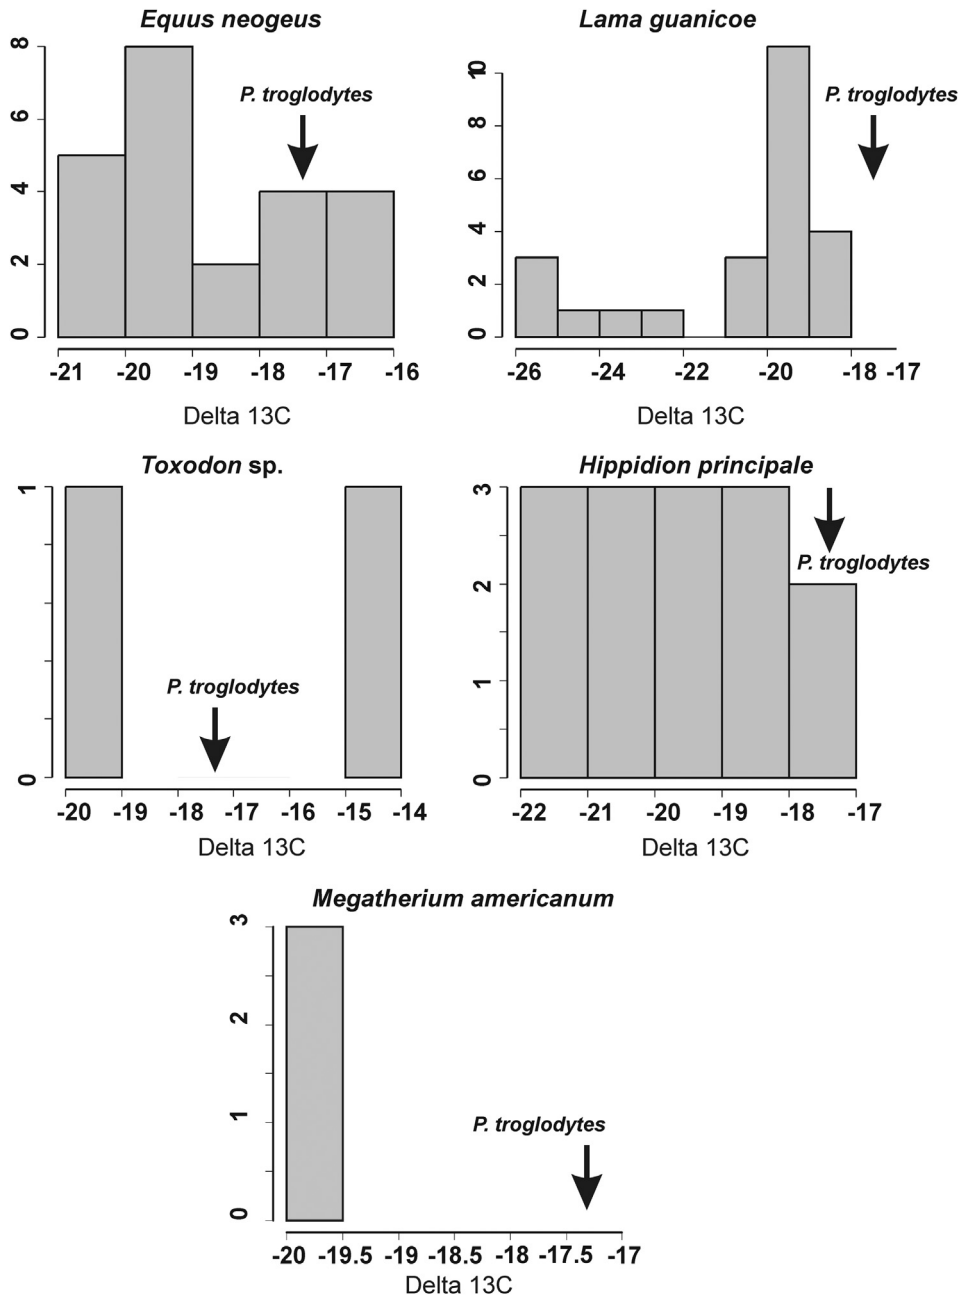 Equus neogeus
8
6
4
2
0
P. troglodytes
-21 -20 -19 -18 -17 -16
Delta 13C
Lama guanicoe
10
8
6
4
2
0
P. troglodytes
-26 -24 -22 -20 -18 -17
Delta 13C
Toxodon sp.
1
0
P. troglodytes
-20 -19 -18 -17 -16 -15 -14
Delta 13C
Hippidion principale
3
2
1
0
P. troglodytes
-22 -21 -20 -19 -18 -17
Delta 13C
Megatherium americanum
3
2
1
0
P. troglodytes
-20 -19.5 -19 -18.5 -18 -17.5 -17
Delta 13C